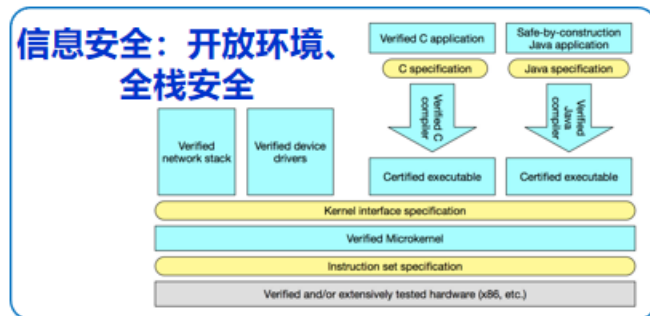 信息安全：开放环境、
全栈安全
Verified C application
Safe-by-construction
Java application
C specification
Java specification
Verified C
compiler
Verified
Java
compiler
Verified
network stack
Verified device
drivers
Certified executable
Certified executable
Kernel interface specification
Verified Microkernel
Instruction set specification
Verified and/or extensively tested hardware (x86, etc.)